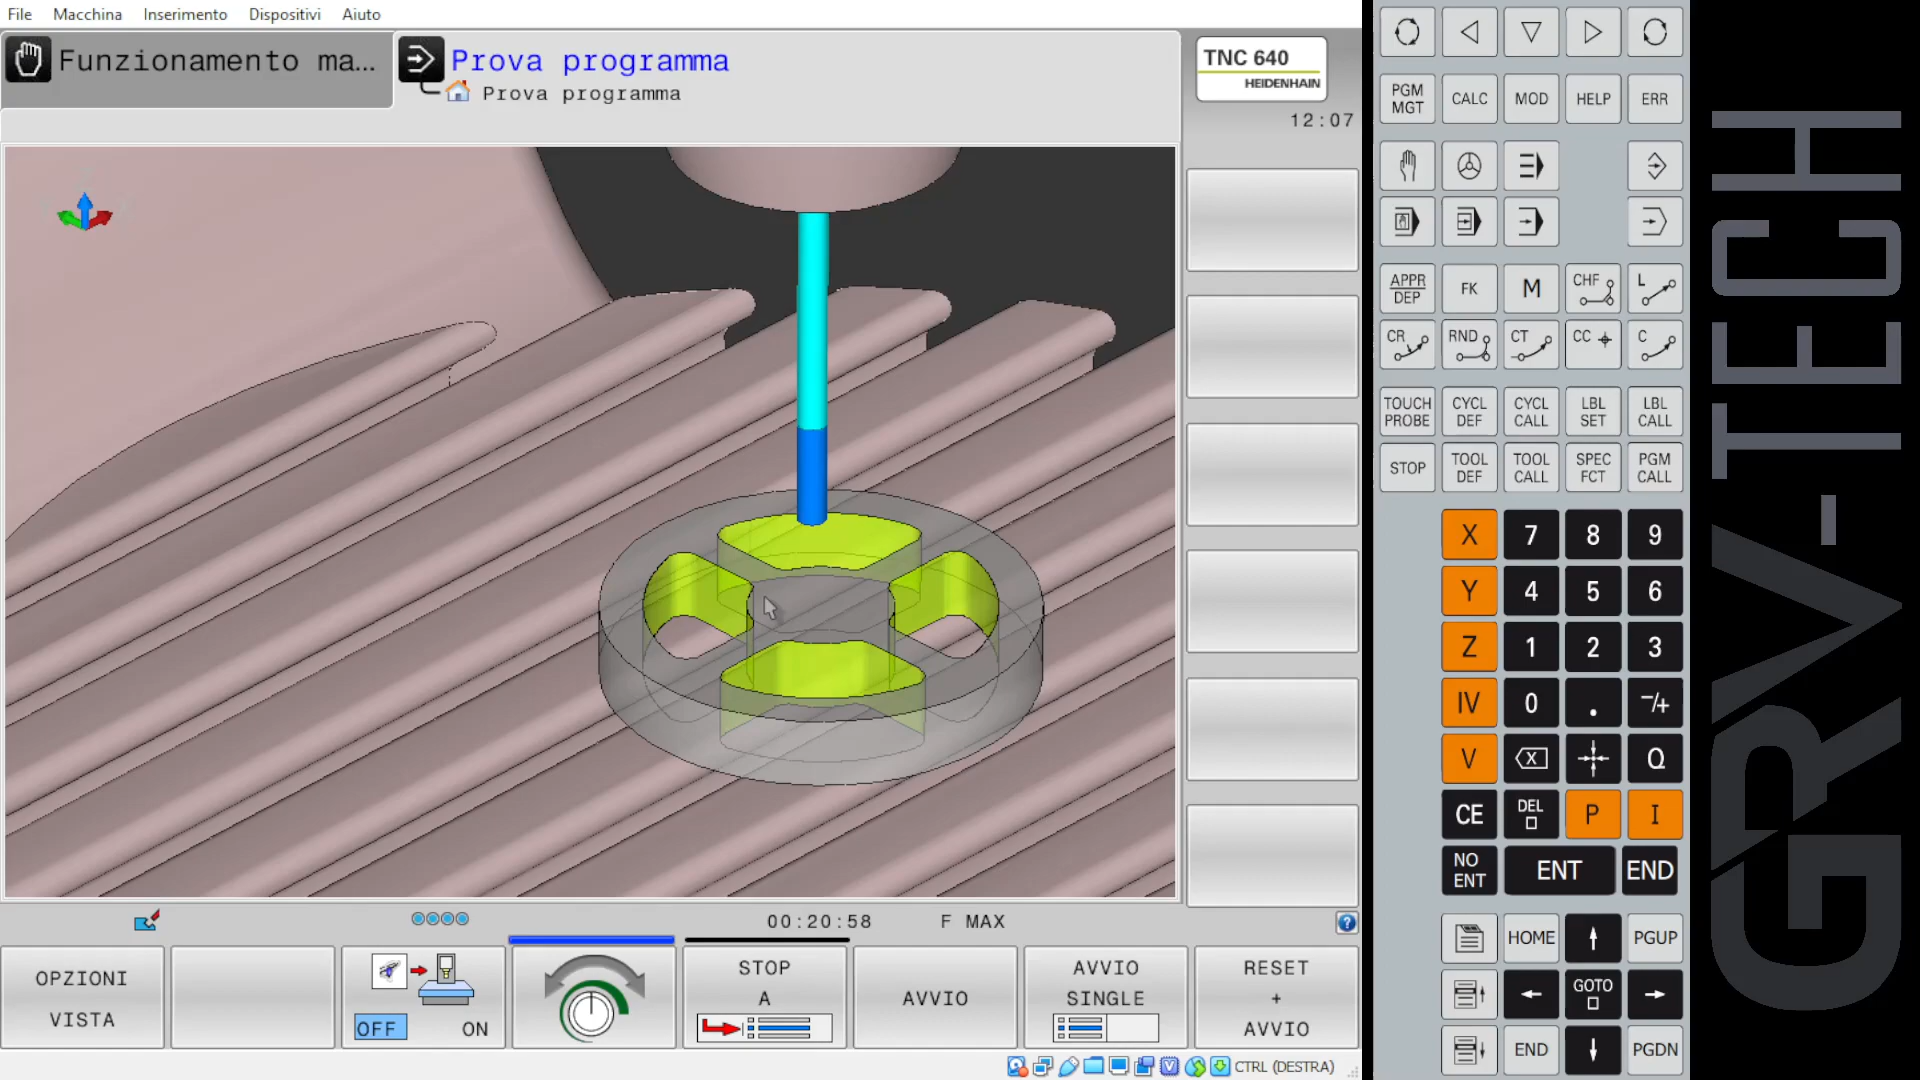 File Macchina Inserimento Dispositivi Aiuto
Funzionamento ma...
Prova programma
Prova programma
TNC 640
HEIDENHAIN
12:07
00:20:58 F MAX
OPZIONI
VISTA
OFF ON
STOP
A
AVVIO
AVVIO
SINGLE
RESET
+
AVVIO
CTRL (DESTRA)
PGM
MGT
CALC
MOD
HELP
ERR
APPR
DEP
FK
M
CHF
L
CR
RND
CT
CC
C
TOUCH
PROBE
CYCL
DEF
CYCL
CALL
LBL
SET
LBL
CALL
STOP
TOOL
DEF
TOOL
CALL
SPEC
FCT
PGM
CALL
X 7 8 9
Y 4 5 6
Z 1 2 3
IV 0 . -/+
V X Q
CE
DEL
P
I
NO
ENT
ENT
END
HOME
PGUP
GOTO
END
PGDN
GRV-TECH